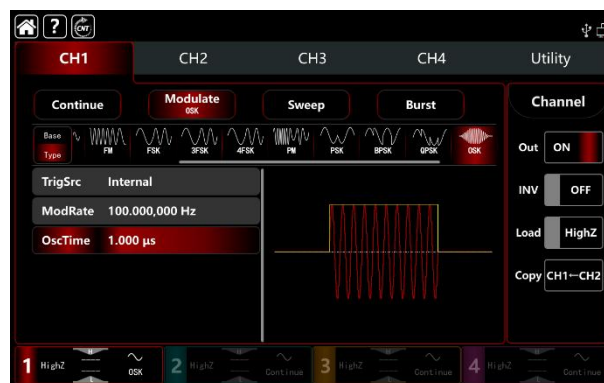 ? CNT
CH1 CH2 CH3 CH4 Utility
Continue Modulate Sweep Burst Channel
OSK
Base FM FSK 3FSK 4FSK PM PSK BPSK QPSK OSK
Type
Out ON
TrigSrc Internal
INV OFF
ModRate 100.000,000 Hz
Load HighZ
OscTime 1.000 µs
Copy CH1←CH2
1 HighZ OSK 2 HighZ Continue 3 HighZ Continue 4 HighZ Continue